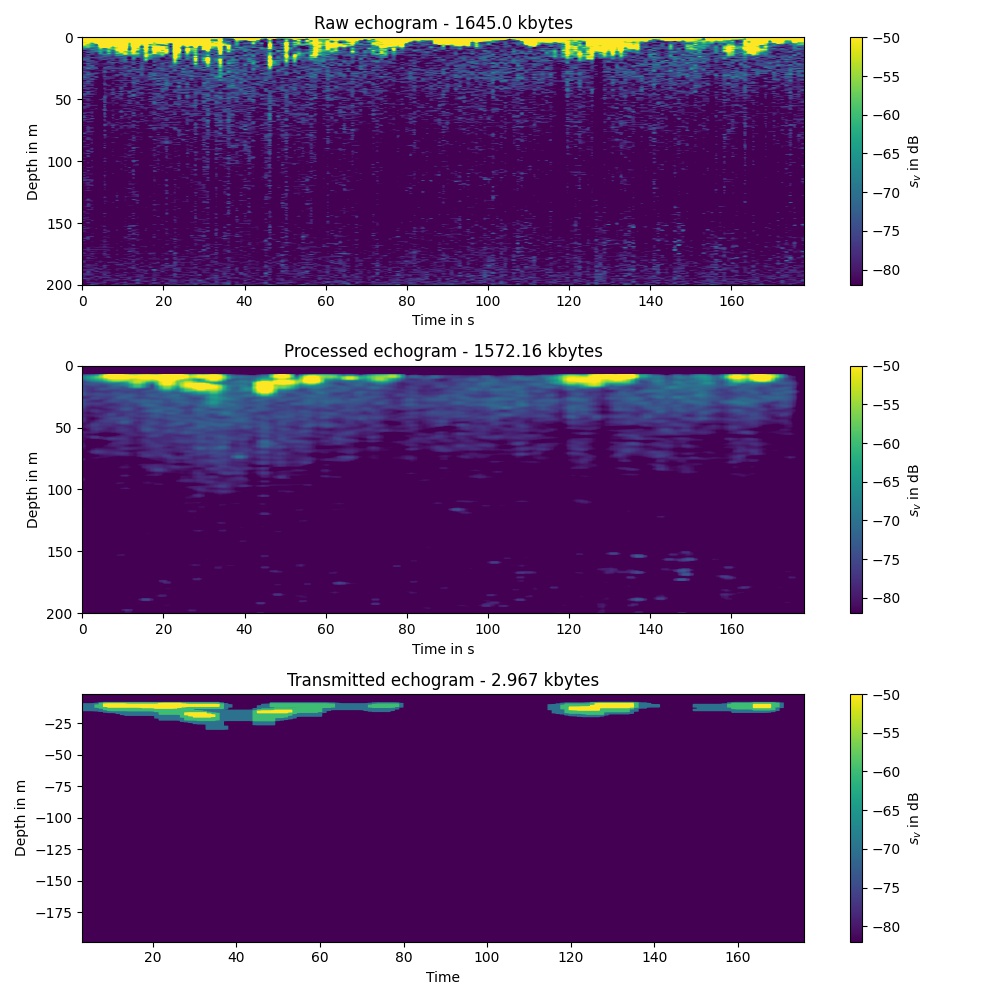 Raw echogram - 1645.0 kbytes
0
50
100
150
200
Depth in m
0 20 40 60 80 100 120 140 160
Time in s
−50
−55
−60
−65
−70
−75
−80
sv in dB
Processed echogram - 1572.16 kbytes
0
50
100
150
200
Depth in m
0 20 40 60 80 100 120 140 160
Time in s
−50
−55
−60
−65
−70
−75
−80
sv in dB
Transmitted echogram - 2.967 kbytes
−25
−50
−75
−100
−125
−150
−175
Depth in m
20 40 60 80 100 120 140 160
Time
−50
−55
−60
−65
−70
−75
−80
sv in dB